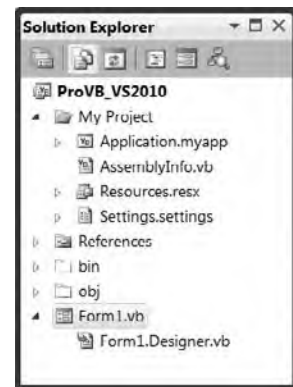 Solution Explorer
ProVB_VS2010
My Project
Application.myapp
AssemblyInfo.vb
Resources.resx
Settings.settings
References
bin
obj
Form1.vb
Form1.Designer.vb